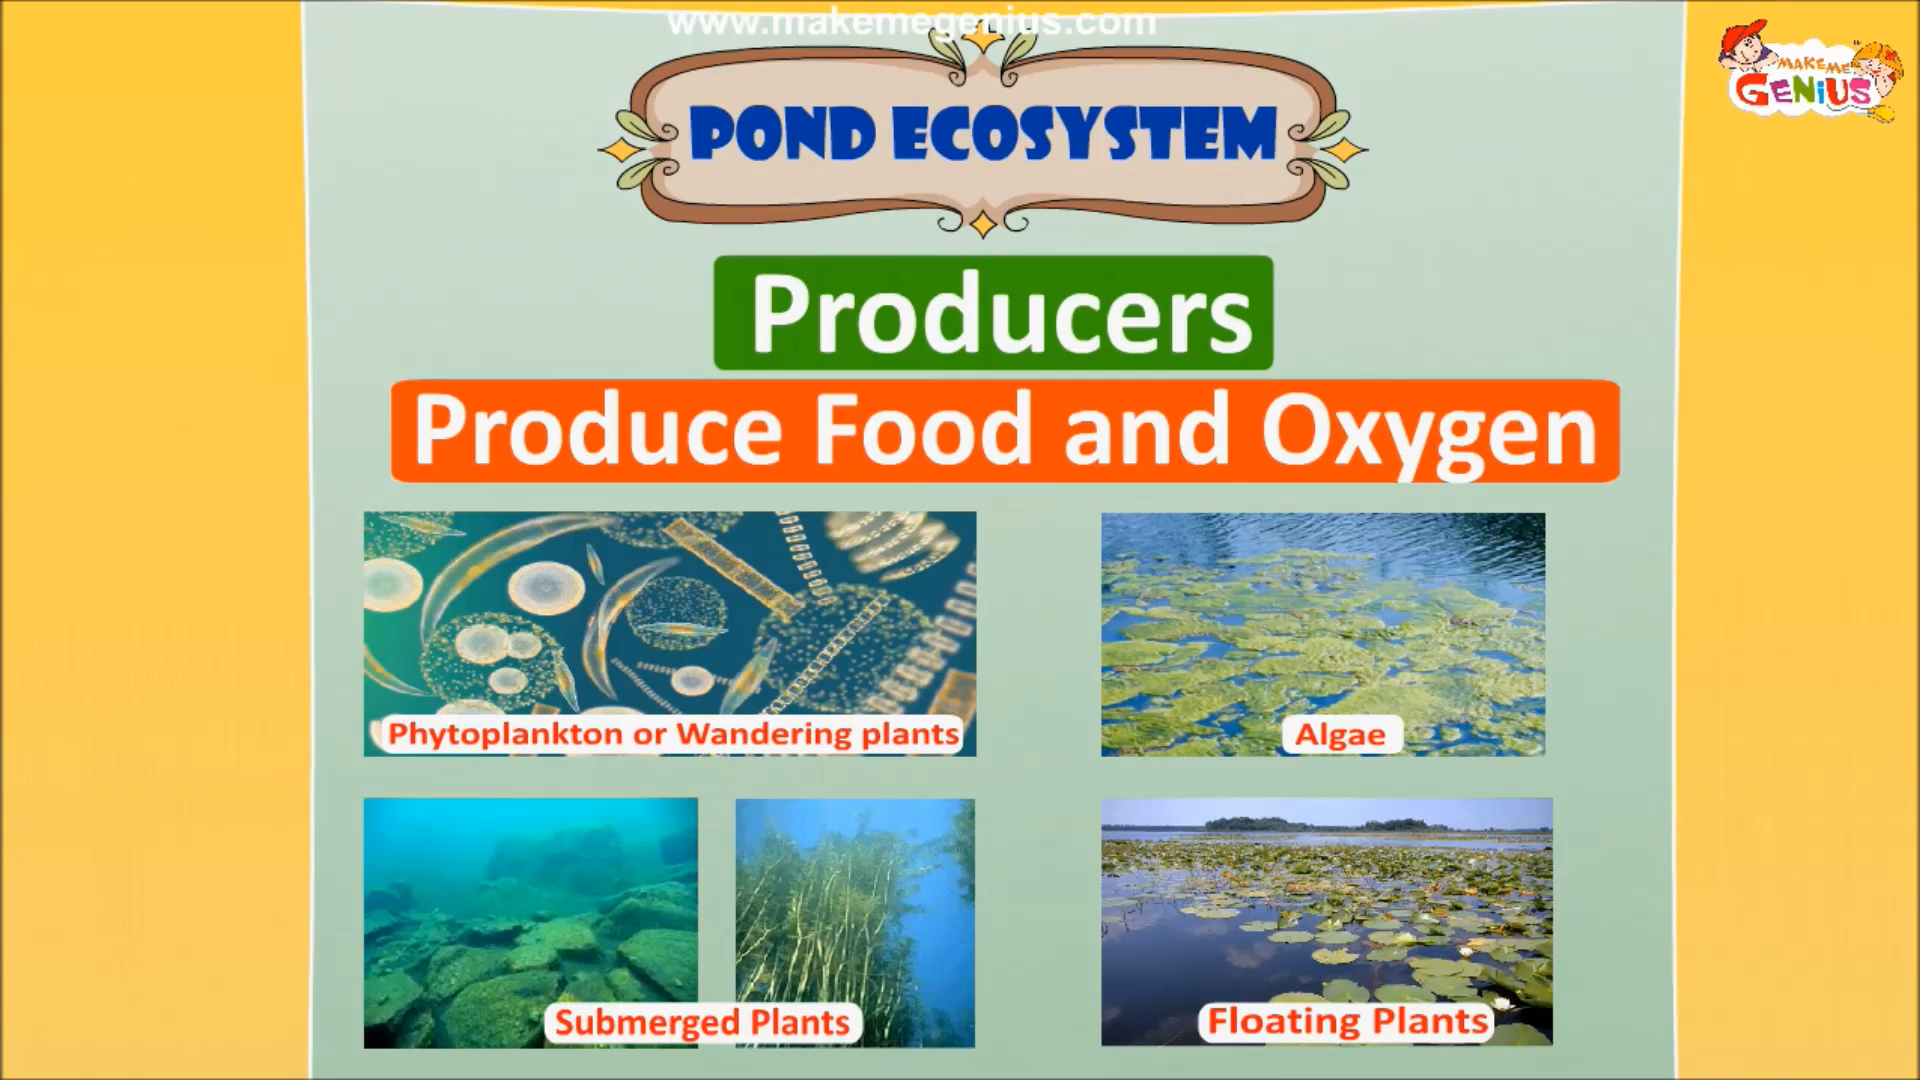 www.makemegenius.com
MAKE ME
GENiUS
POND ECOSYSTEM
Producers
Produce Food and Oxygen
Phytoplankton or Wandering plants
Algae
Submerged Plants
Floating Plants